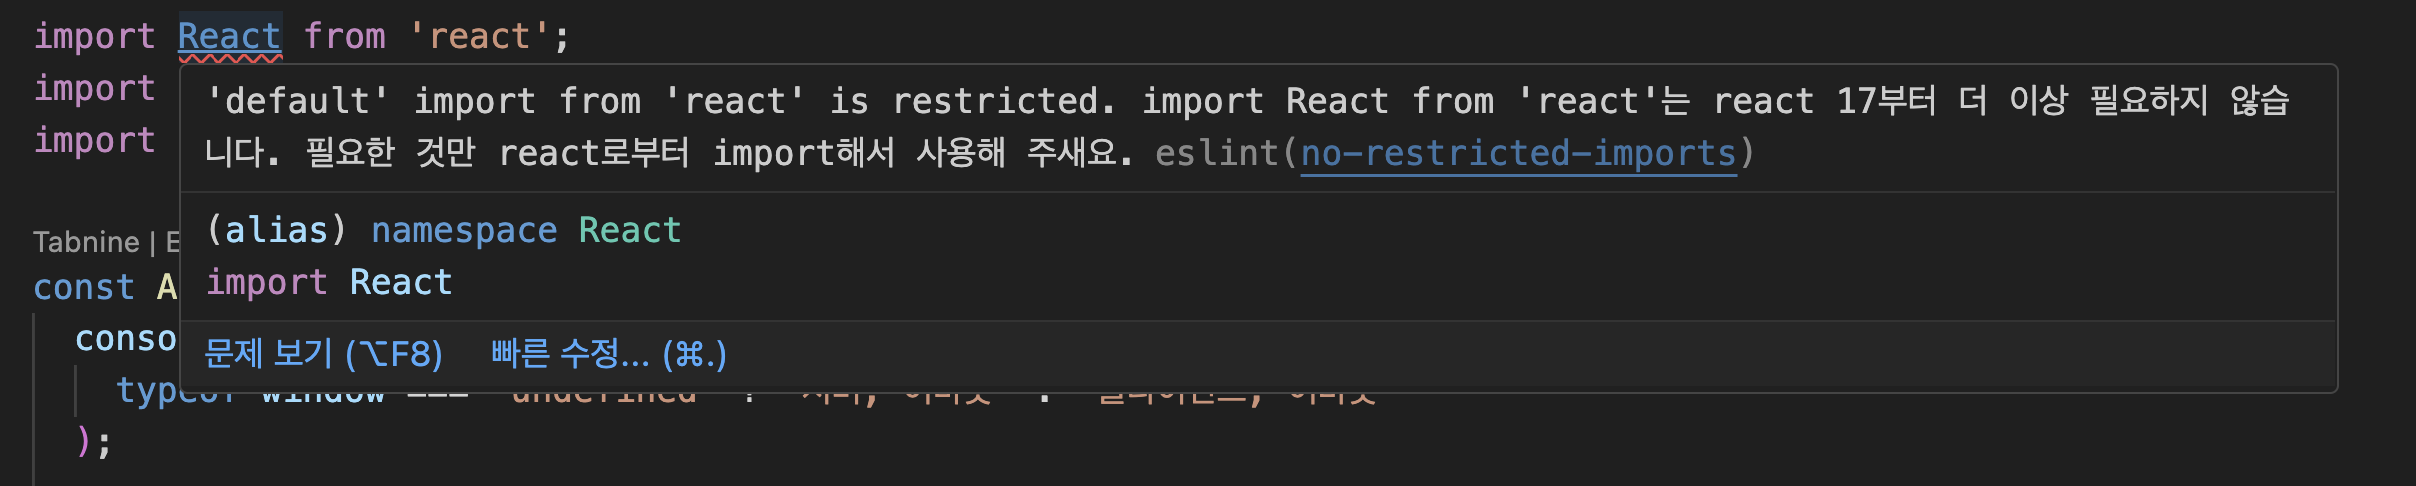 import React from 'react';
import
import
'default' import from 'react' is restricted. import React from 'react'는 react 17부터 더 이상 필요하지 않습
니다. 필요한 것만 react로부터 import해서 사용해 주새요. eslint(no-restricted-imports)
(alias) namespace React
import React
문제 보기 (⌥F8) 빠른 수정... (⌘.)
Tabnine | E
const A
conso
typeof window === 'undefined' ?
);